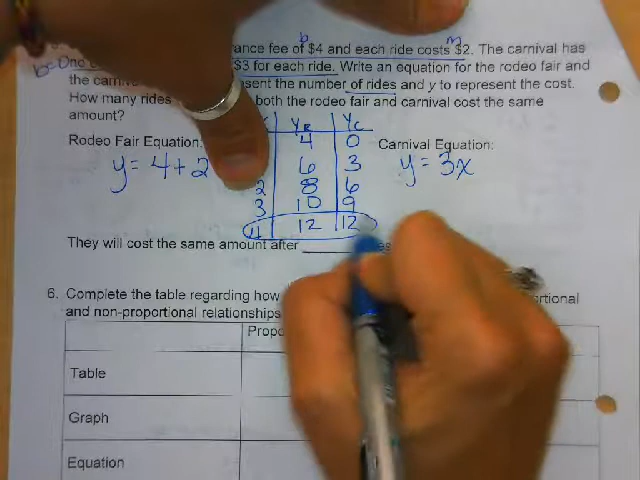 b m
ance fee of $4 and each ride costs $2. The carnival has
$3 for each ride. Write an equation for the rodeo fair and
the sent the number of rides and y to represent the cost.
How many rides both the rodeo fair and carnival cost the same
amount?
yR yC
Rodeo Fair Equation: 4 0 Carnival Equation:
y = 4 + 2 6 3 y = 3x
2 8 6
3 10 9
4 12 12
They will cost the same amount after ______ es
6. Complete the table regarding how ortional
and non-proportional relationships
Propo
Table
Graph
Equation